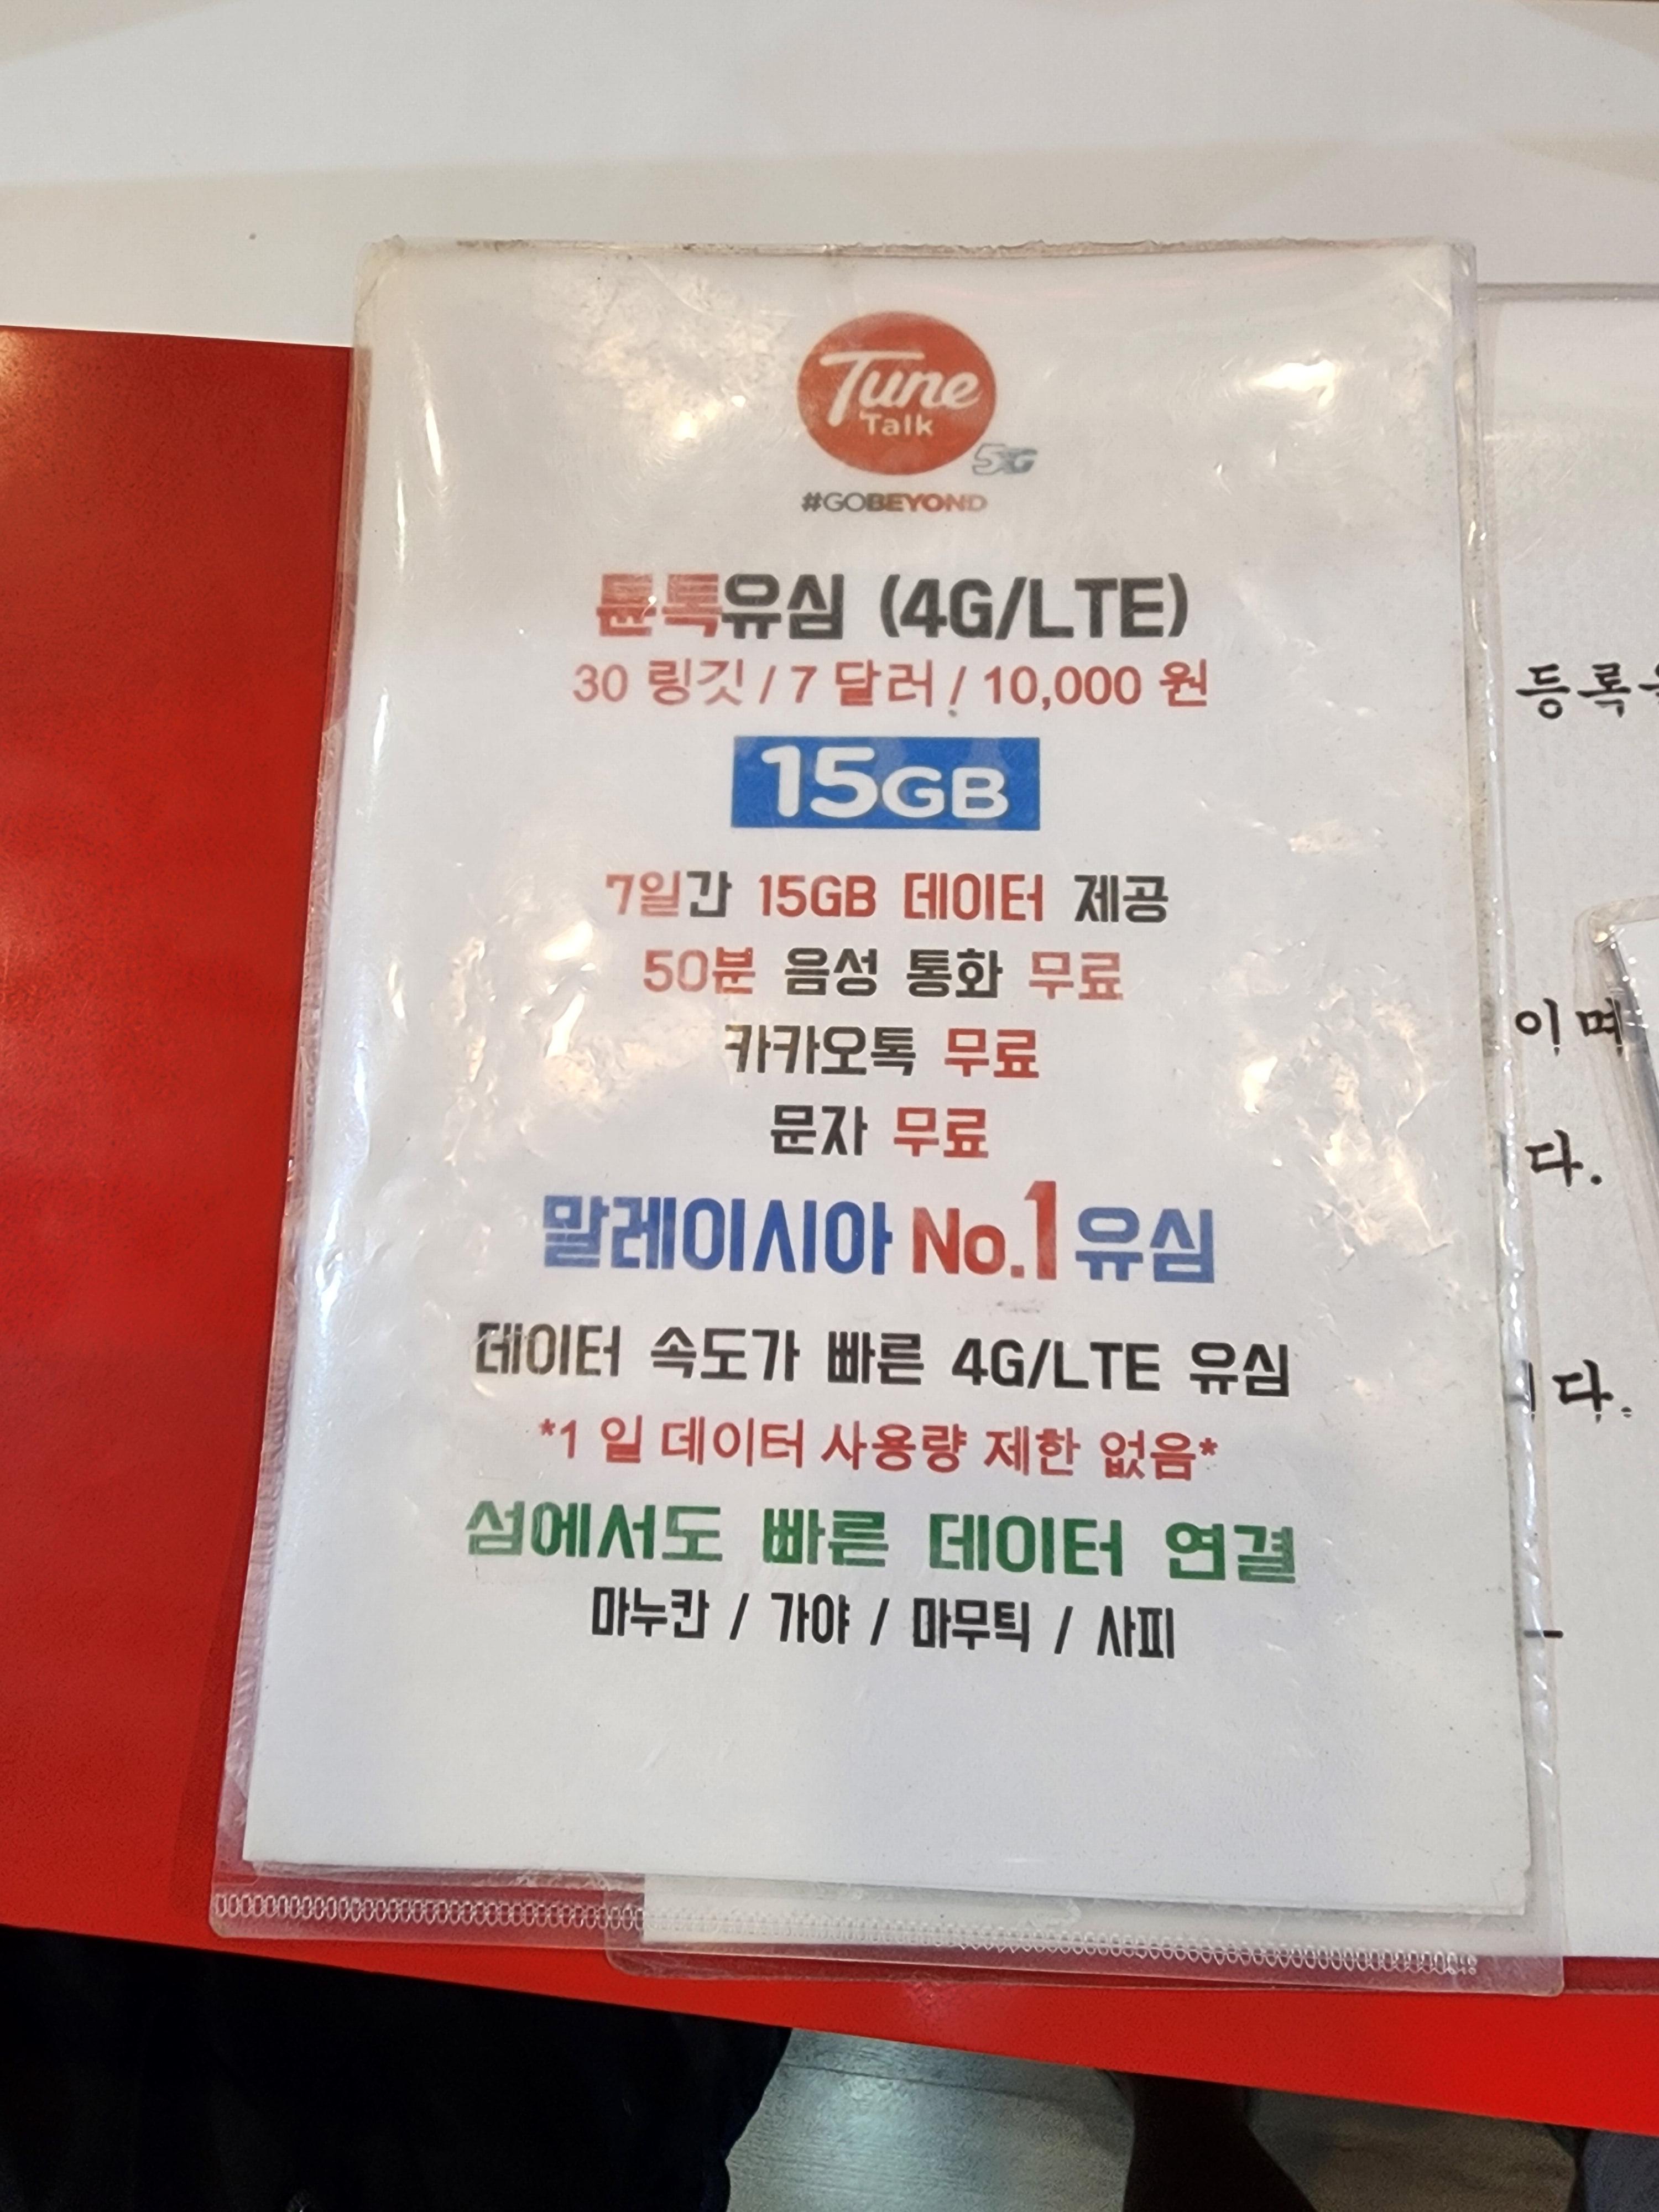 Tune
Talk
5G
#GOBEYOND
튠톡유심 (4G/LTE)
30 링깃 / 7 달러 / 10,000 원
15GB
7일간 15GB 데이터 제공
50분 음성 통화 무료
카카오톡 무료
문자 무료
말레이시아 No.1 유심
데이터 속도가 빠른 4G/LTE 유심
*1 일 데이터 사용량 제한 없음*
섬에서도 빠른 데이터 연결
마누칸 / 가야 / 마무틱 / 사피
등록
이며
다.
다.